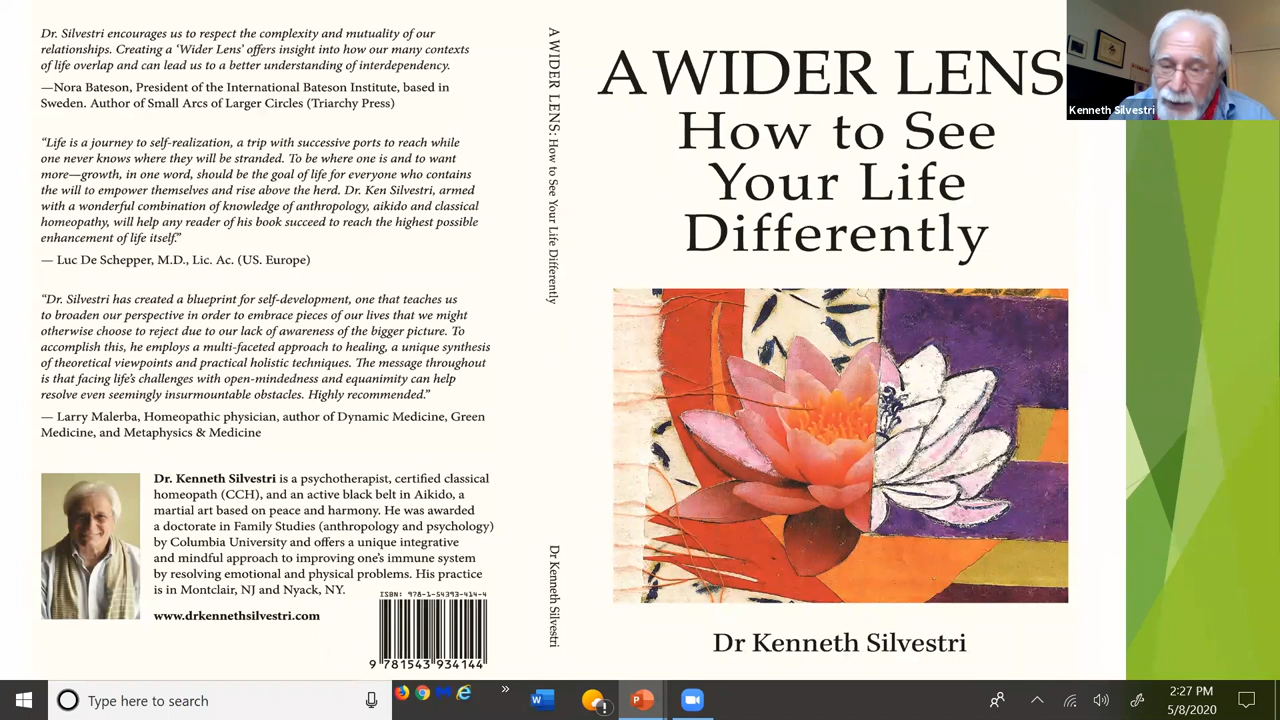 Dr. Silvestri encourages us to respect the complexity and mutuality of our
relationships. Creating a ‘Wider Lens’ offers insight into how our many contexts
of life overlap and can lead us to a better understanding of interdependency.
—Nora Bateson, President of the International Bateson Institute, based in
Sweden. Author of Small Arcs of Larger Circles (Triarchy Press)
“Life is a journey to self-realization, a trip with successive ports to reach while
one never knows where they will be stranded. To be where one is and to want
more—growth, in one word, should be the goal of life for everyone who contains
the will to empower themselves and rise above the herd. Dr. Ken Silvestri, armed
with a wonderful combination of knowledge of anthropology, aikido and classical
homeopathy, will help any reader of his book succeed to reach the highest possible
enhancement of life itself.”
— Luc De Schepper, M.D., Lic. Ac. (US. Europe)
“Dr. Silvestri has created a blueprint for self-development, one that teaches us
to broaden our perspective in order to embrace pieces of our lives that we might
otherwise choose to reject due to our lack of awareness of the bigger picture. To
accomplish this, he employs a multi-faceted approach to healing, a unique synthesis
of theoretical viewpoints and practical holistic techniques. The message throughout
is that facing life’s challenges with open-mindedness and equanimity can help
resolve even seemingly insurmountable obstacles. Highly recommended.”
— Larry Malerba, Homeopathic physician, author of Dynamic Medicine, Green
Medicine, and Metaphysics & Medicine
Dr. Kenneth Silvestri is a psychotherapist, certified classical
homeopath (CCH), and an active black belt in Aikido, a
martial art based on peace and harmony. He was awarded
a doctorate in Family Studies (anthropology and psychology)
by Columbia University and offers a unique integrative
and mindful approach to improving one’s immune system
by resolving emotional and physical problems. His practice
is in Montclair, NJ and Nyack, NY.
www.drkennethsilvestri.com
ISBN: 978-1-54393-414-4
9 781543 934144
A WIDER LENS: How to See Your Life Differently
Dr Kenneth Silvestri
A WIDER LENS
How to See
Your Life
Differently
Dr Kenneth Silvestri
Kenneth Silvestri
Type here to search
2:27 PM
5/8/2020